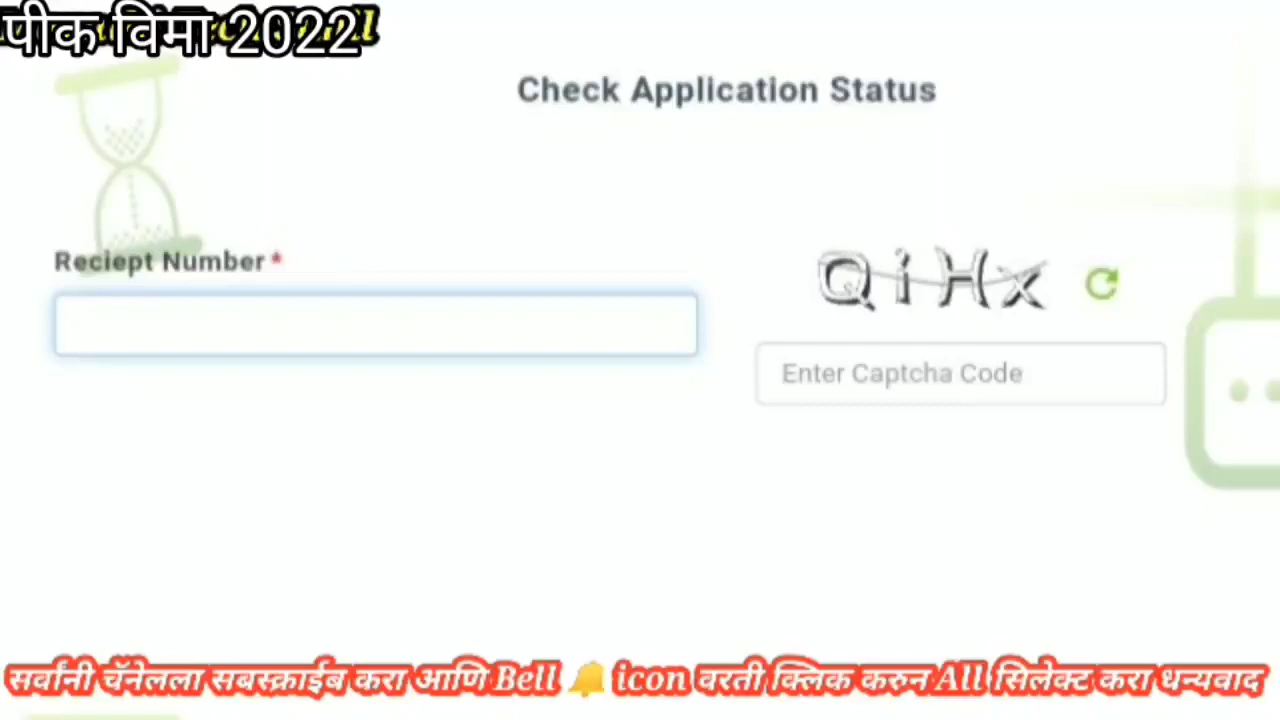 पीक विमा 2022
Check Application Status
Reciept Number *
QiHx
Enter Captcha Code
सर्वांनी चॅनेलला सबस्क्राईब करा आणि Bell 🔔 icon वरती क्लिक करुन All सिलेक्ट करा धन्यवाद